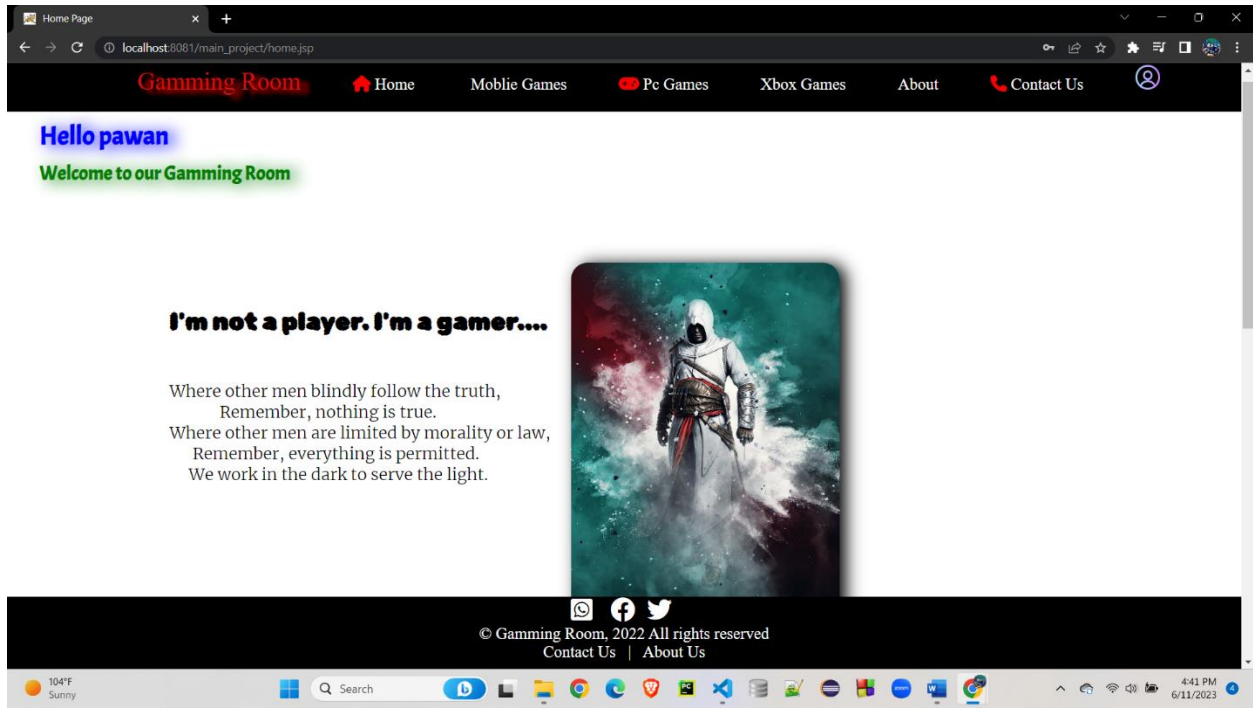 Home Page
localhost:8081/main_project/home.jsp
Gamming Room Home Moblie Games Pc Games Xbox Games About Contact Us
Hello pawan
Welcome to our Gamming Room
I'm not a player. I'm a gamer....
Where other men blindly follow the truth,
Remember, nothing is true.
Where other men are limited by morality or law,
Remember, everything is permitted.
We work in the dark to serve the light.
© Gamming Room, 2022 All rights reserved
Contact Us | About Us
104°F
Sunny
Search
4:41 PM
6/11/2023
4